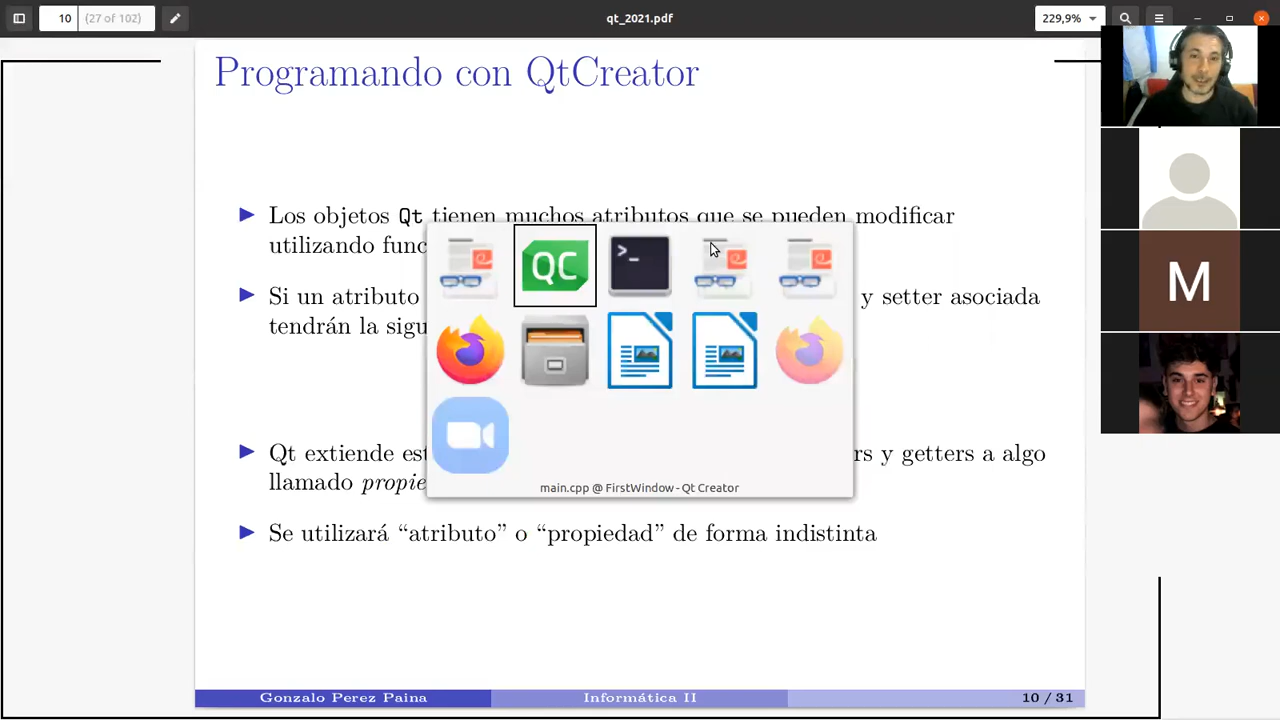 10
(27 of 102)
qt_2021.pdf
229,9%
Programando con QtCreator
Los objetos Qt tienen muchos atributos que se pueden modificar
utilizando func
Si un atributo
y setter asociada
tendrán la sigu
Qt extiende est
rs y getters a algo
llamado propie
Se utilizará “atributo” o “propiedad” de forma indistinta
QC
>_
main.cpp @ FirstWindow - Qt Creator
M
Gonzalo Perez Paina
Informática II
10 / 31